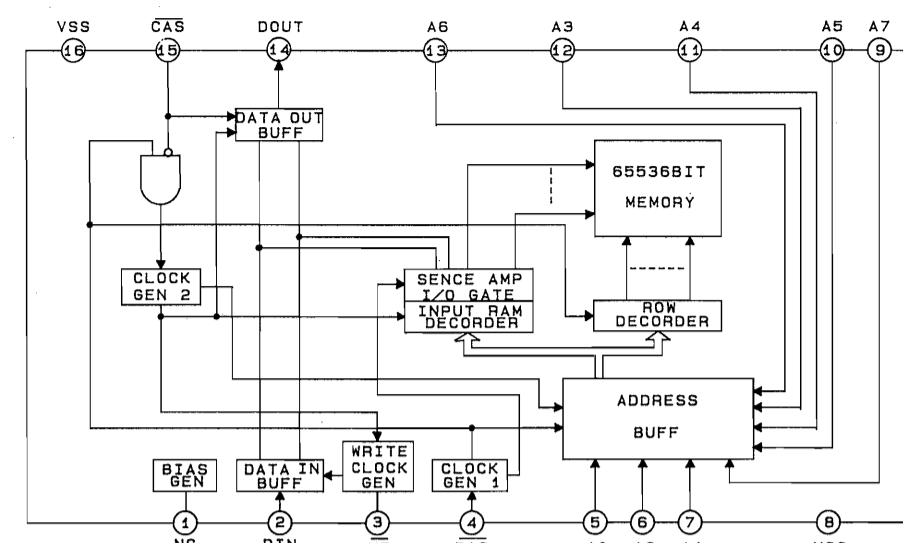 VSS CAS DOUT A6 A3 A4 A5 A7
16 15 14 13 12 11 10 9
DATA OUT
BUFF
65536BIT
MEMORY
CLOCK
GEN 2
SENCE AMP
I/O GATE
INPUT RAM
DECORDER
ROW
DECORDER
ADDRESS
BUFF
BIAS
GEN
DATA IN
BUFF
WRITE
CLOCK
GEN
CLOCK
GEN 1
1 2 3 4 5 6 7 8